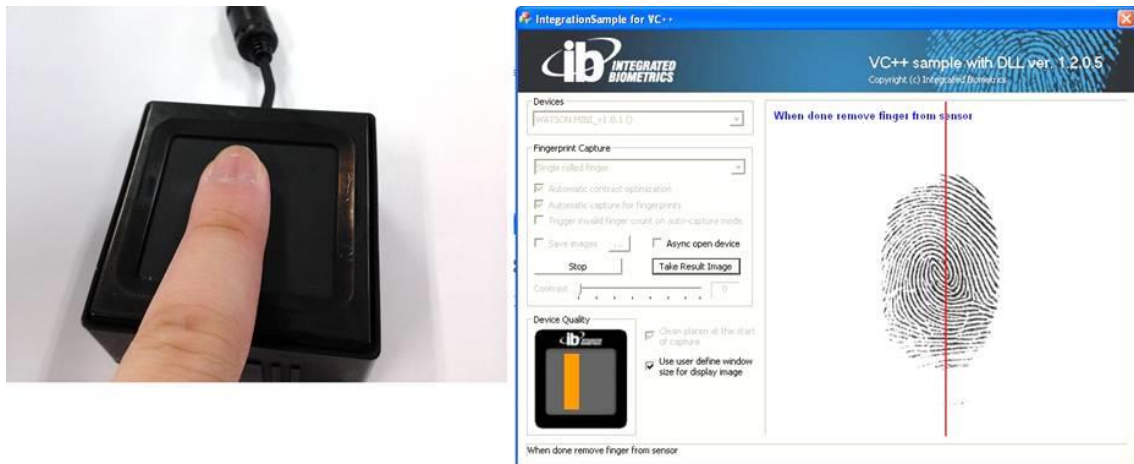 IntegrationSample for VC++
ib INTEGRATED
BIOMETRICS
VC++ sample with DLL ver. 1.2.0.5
Copyright (c) Integrated Biometrics
Devices
WATSON MINI_v1.0.1 ()
When done remove finger from sensor
Fingerprint Capture
Single rolled finger
Automatic contrast optimization
Automatic capture for fingerprints
Trigger invalid finger count on auto-capture mode
Save images ... Async open device
Stop Take Result Image
Contrast 0
Device Quality
ib
Clean platen at the start
of capture
Use user define window
size for display image
When done remove finger from sensor